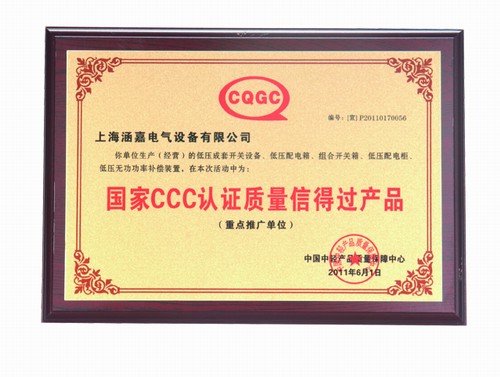 CQGC
编号：[置] P20110170056
上海涵嘉电气设备有限公司
你单位生产（经营）的低压成套开关设备、低压配电箱、组合开关箱、低压配电柜、
低压无功功率补偿装置，在本次活动中为：
国家CCC认证质量信得过产品
（重点推广单位）
中国中轻产品质量保障中心
2011年6月1日